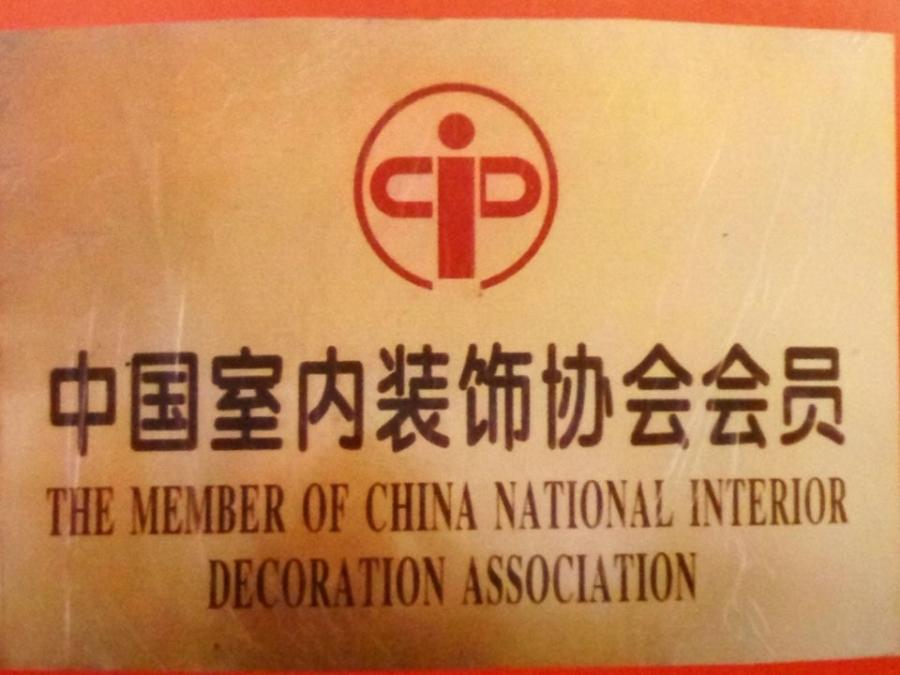 中国室内装饰协会会员
THE MEMBER OF CHINA NATIONAL INTERIOR
DECORATION ASSOCIATION